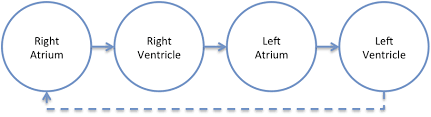 Right
Atrium
Right
Ventricle
Left
Atrium
Left
Ventricle